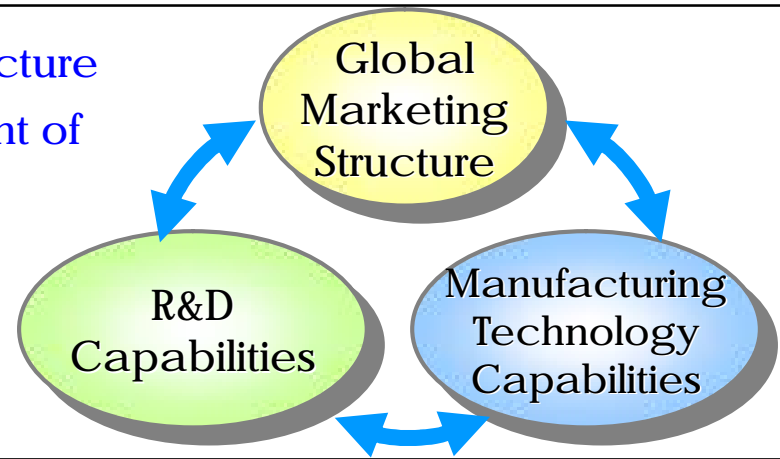 cture
nt of
Global
Marketing
Structure
R&D
Capabilities
Manufacturing
Technology
Capabilities